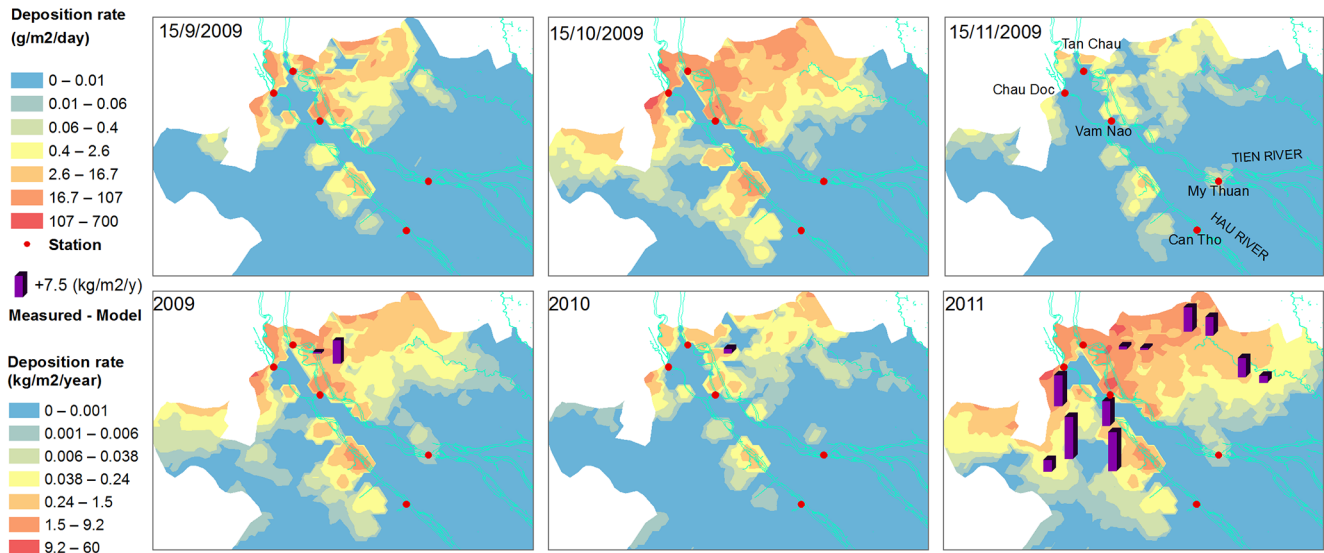 Deposition rate
(g/m2/day)
0 – 0.01
0.01 – 0.06
0.06 – 0.4
0.4 – 2.6
2.6 – 16.7
16.7 – 107
107 – 700
Station
+7.5 (kg/m2/y)
Measured - Model
Deposition rate
(kg/m2/year)
0 – 0.001
0.001 – 0.006
0.006 – 0.038
0.038 – 0.24
0.24 – 1.5
1.5 – 9.2
9.2 – 60
15/9/2009
15/10/2009
15/11/2009
Tan Chau
Chau Doc
Vam Nao
TIEN RIVER
My Thuan
HAU RIVER
Can Tho
2009
2010
2011